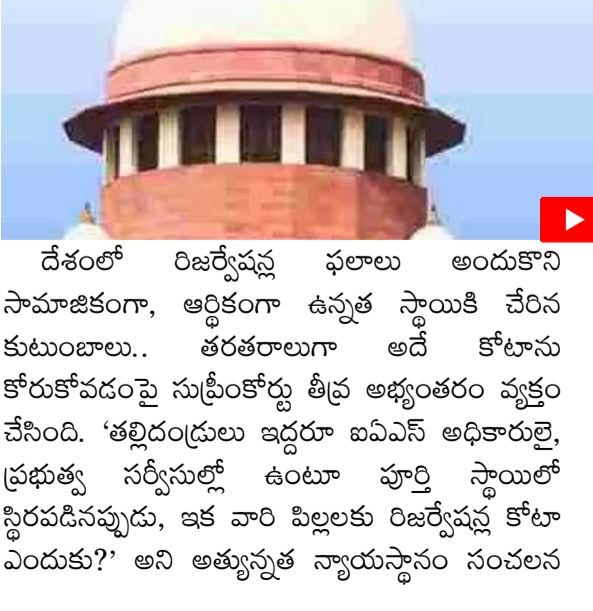 దేశంలో రిజర్వేషన్ల ఫలాలు అందుకొని
సామాజికంగా, ఆర్థికంగా ఉన్నత స్థాయికి చేరిన
కుటుంబాలు.. తరతరాలుగా అదే కోటాను
కోరుకోవడంపై సుప్రీంకోర్టు తీవ్ర అభ్యంతరం వ్యక్తం
చేసింది. ‘తల్లిదండ్రులు ఇద్దరూ ఐఏఎస్ అధికారులై,
ప్రభుత్వ సర్వీసుల్లో ఉంటూ పూర్తి స్థాయిలో
స్థిరపడినప్పుడు, ఇక వారి పిల్లలకు రిజర్వేషన్ల కోటా
ఎందుకు?’ అని అత్యున్నత న్యాయస్థానం సంచలన